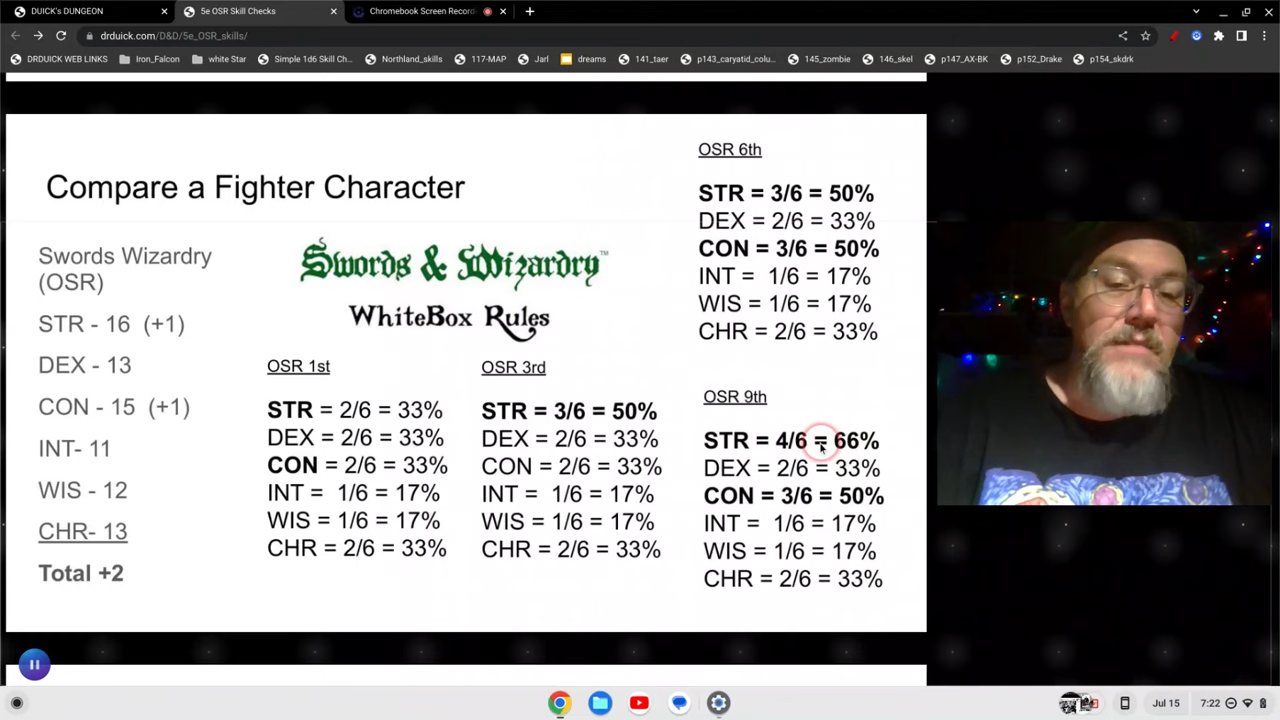 DUICK's DUNGEON
5e OSR Skill Checks
Chromebook Screen Record
drduick.com/D&D/5e_OSR_skills/
DRDUICK WEB LINKS
Iron_Falcon
white Star
Simple 1d6 Skill Ch...
Northland_skills
117-MAP
Jarl
dreams
141_taer
p143_caryatid_colu...
145_zombie
146_skel
p147_AX-BK
p152_Drake
p154_skdrk
Compare a Fighter Character
Swords Wizardry
(OSR)
STR - 16 (+1)
DEX - 13
CON - 15 (+1)
INT- 11
WIS - 12
CHR- 13
Total +2
Swords & Wizardry™
WhiteBox Rules
OSR 1st
STR = 2/6 = 33%
DEX = 2/6 = 33%
CON = 2/6 = 33%
INT = 1/6 = 17%
WIS = 1/6 = 17%
CHR = 2/6 = 33%
OSR 3rd
STR = 3/6 = 50%
DEX = 2/6 = 33%
CON = 2/6 = 33%
INT = 1/6 = 17%
WIS = 1/6 = 17%
CHR = 2/6 = 33%
OSR 6th
STR = 3/6 = 50%
DEX = 2/6 = 33%
CON = 3/6 = 50%
INT = 1/6 = 17%
WIS = 1/6 = 17%
CHR = 2/6 = 33%
OSR 9th
STR = 4/6 = 66%
DEX = 2/6 = 33%
CON = 3/6 = 50%
INT = 1/6 = 17%
WIS = 1/6 = 17%
CHR = 2/6 = 33%
Jul 15
7:22